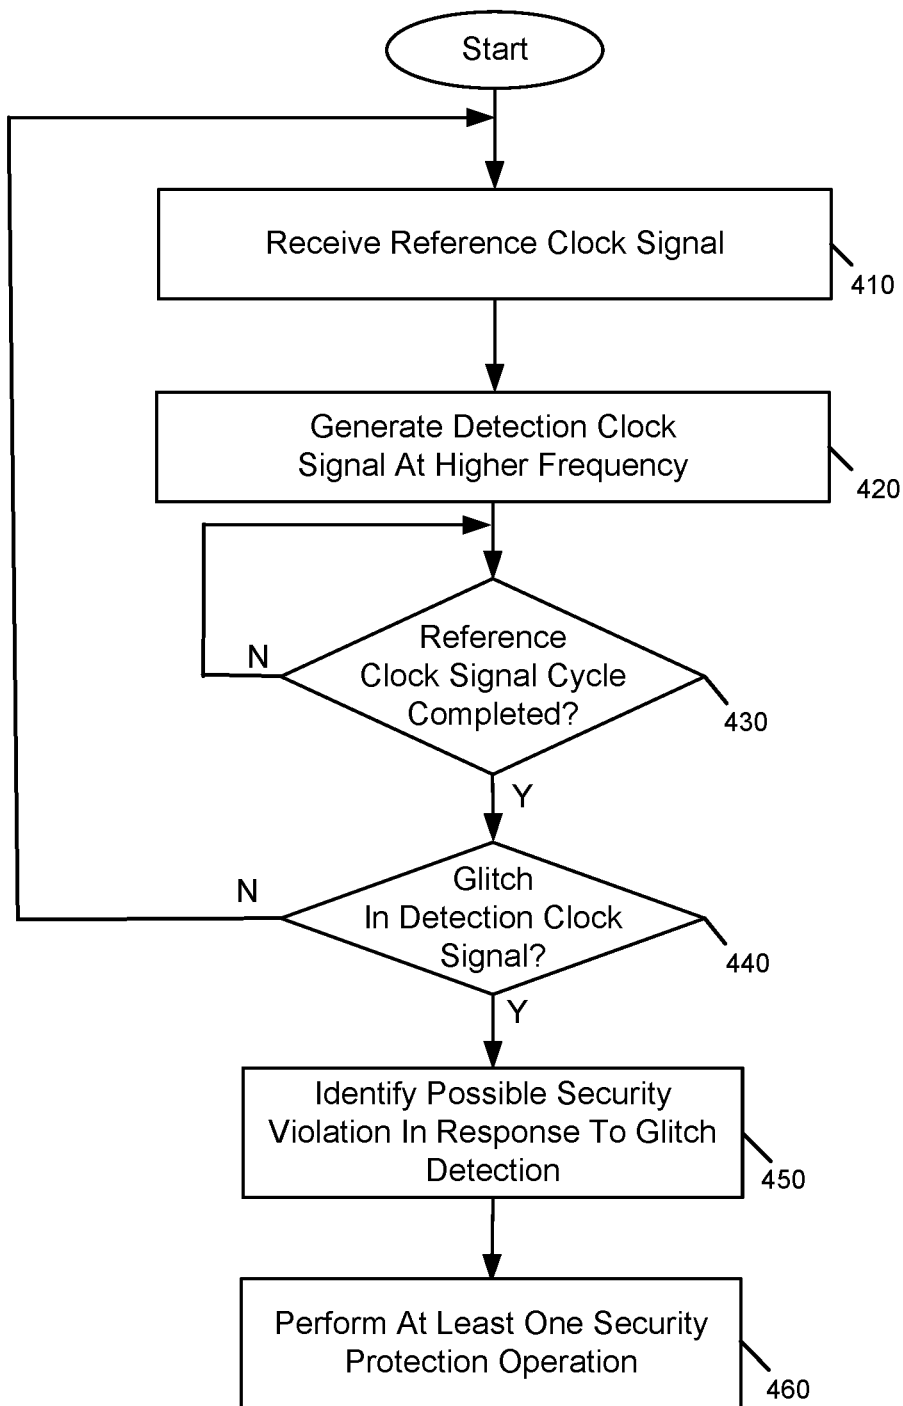 Start
Receive Reference Clock Signal
410
Generate Detection Clock
Signal At Higher Frequency
420
Reference
Clock Signal Cycle
Completed?
N
430
Y
Glitch
In Detection Clock
Signal?
N
440
Y
Identify Possible Security
Violation In Response To Glitch
Detection
450
Perform At Least One Security
Protection Operation
460